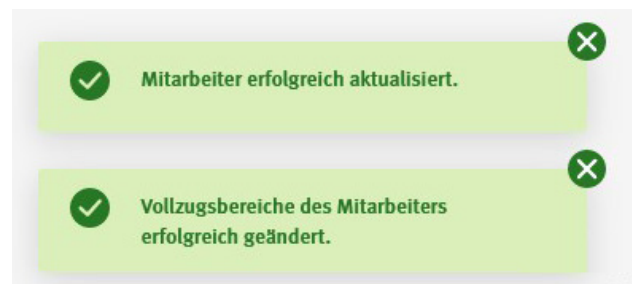 Mitarbeiter erfolgreich aktualisiert.
Vollzugsbereiche des Mitarbeiters
erfolgreich geändert.